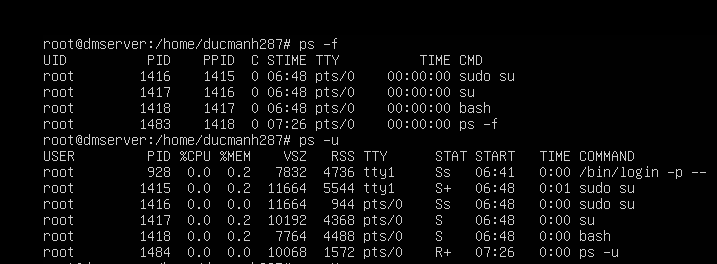 root@dmserver:/home/ducmanh287# ps -f
UID          PID    PPID  C STIME TTY          TIME CMD
root        1416    1415  0 06:48 pts/0    00:00:00 sudo su
root        1417    1416  0 06:48 pts/0    00:00:00 su
root        1418    1417  0 06:48 pts/0    00:00:00 bash
root        1483    1418  0 07:26 pts/0    00:00:00 ps -f
root@dmserver:/home/ducmanh287# ps -u
USER         PID %CPU %MEM    VSZ   RSS TTY      STAT START   TIME COMMAND
root         928  0.0  0.2   7832  4736 tty1     Ss   06:41   0:00 /bin/login -p --
root        1415  0.0  0.2  11664  5544 tty1     S+   06:48   0:01 sudo su
root        1416  0.0  0.0  11664   944 pts/0    Ss   06:48   0:00 sudo su
root        1417  0.0  0.2  10192  4368 pts/0    S    06:48   0:00 su
root        1418  0.0  0.2   7764  4488 pts/0    S    06:48   0:00 bash
root        1484  0.0  0.0  10068  1572 pts/0    R+   07:26   0:00 ps -u